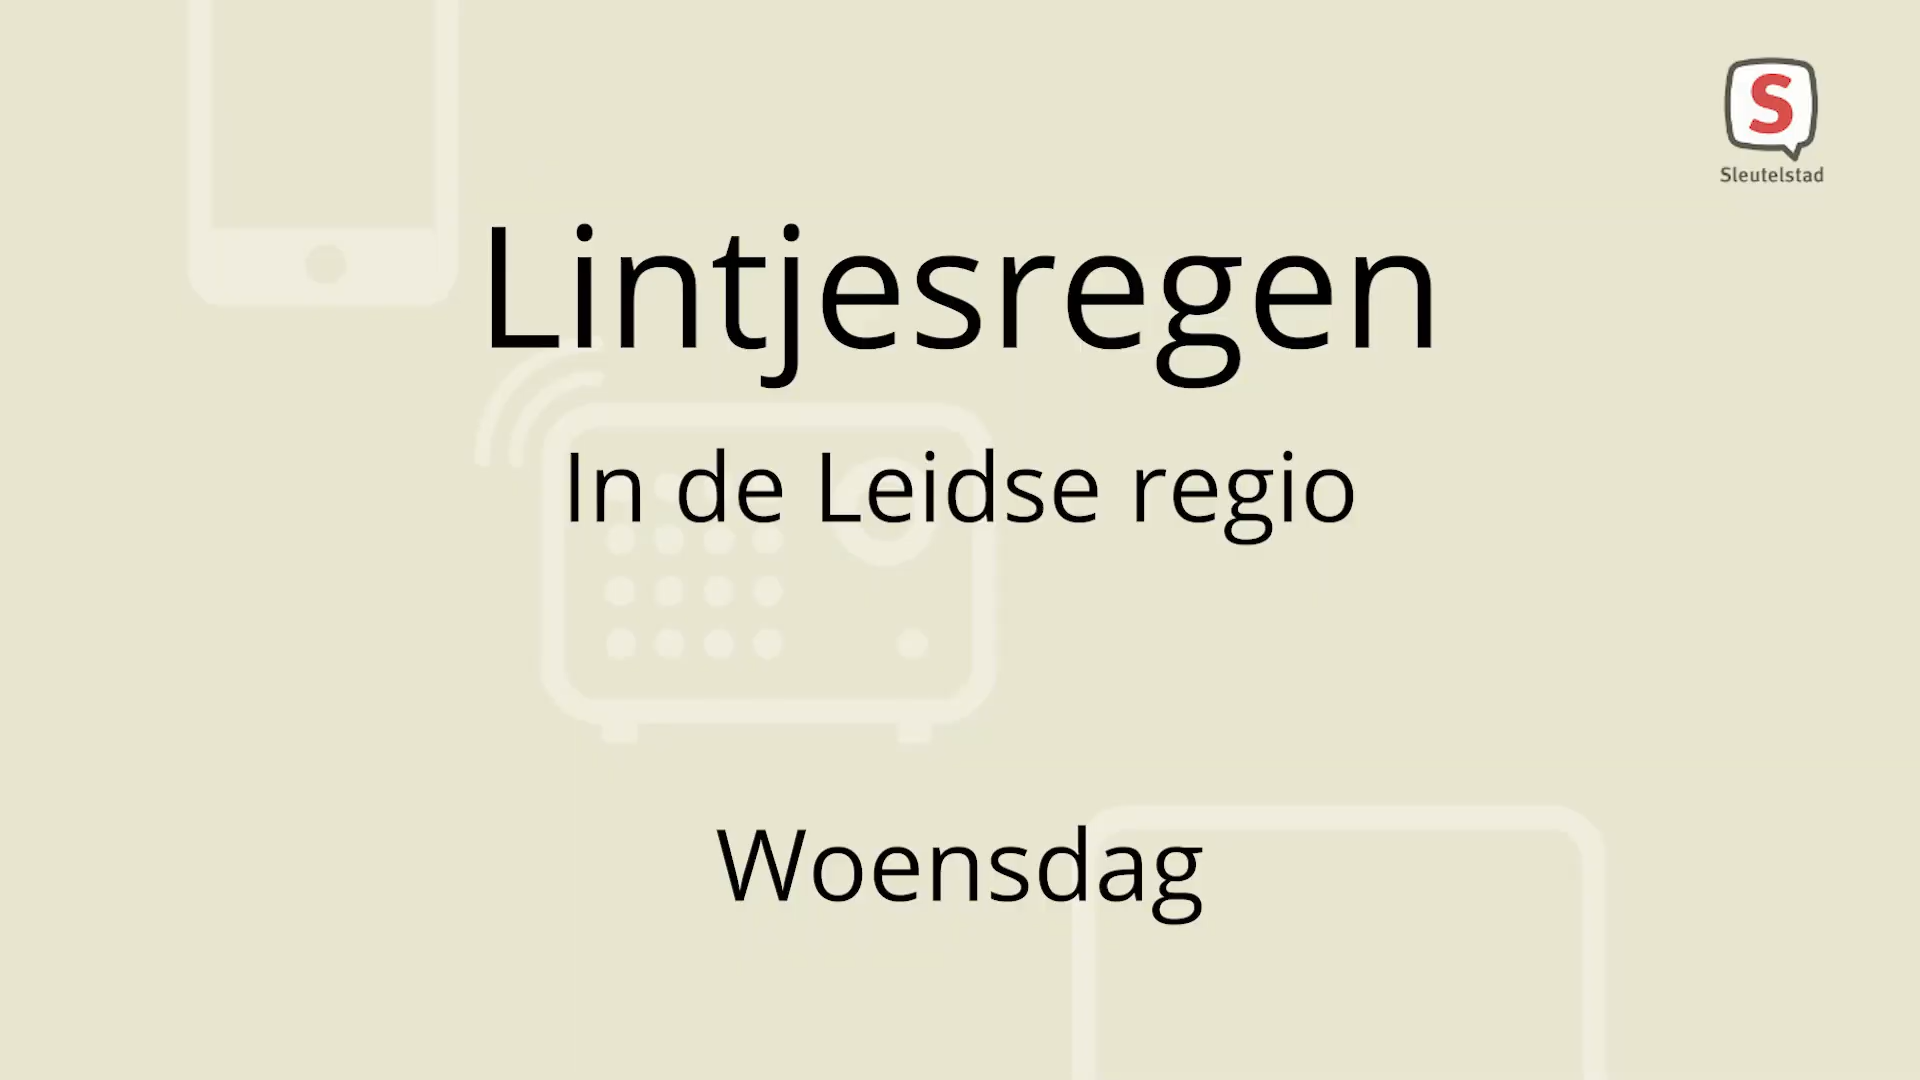 S
Sleutelstad
Lintjesregen
In de Leidse regio
Woensdag